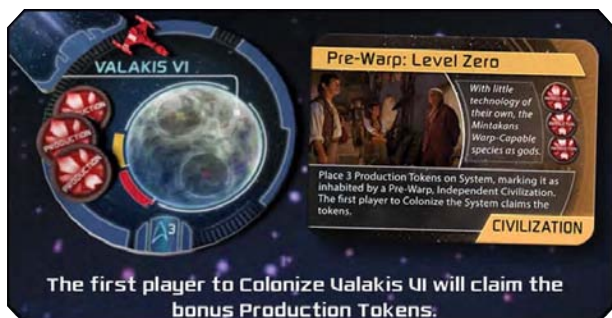 VALAKIS VI
PRODUCTION
PRODUCTION
PRODUCTION
3
Pre-Warp: Level Zero
With little
technology of
their own, the
Mintakans
Warp-Capable
species as gods.
Place 3 Production Tokens on System, marking it as
inhabited by a Pre-Warp, Independent Civilization.
The first player to Colonize the System claims the
tokens.
CIVILIZATION
The first player to Colonize Valakis VI will claim the
bonus Production Tokens.